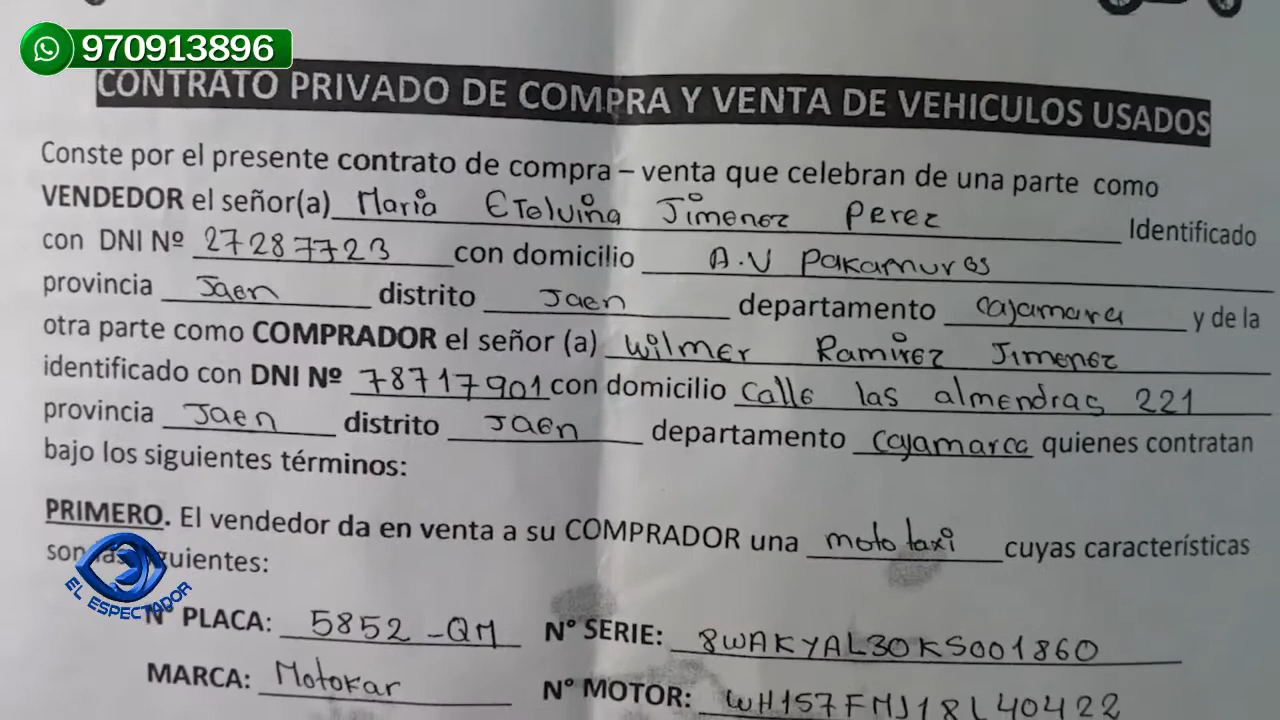 970913896
CONTRATO PRIVADO DE COMPRA Y VENTA DE VEHICULOS USADOS
Conste por el presente contrato de compra – venta que celebran de una parte como
VENDEDOR el señor(a) Maria Etelvina Jimenez Perez Identificado
con DNI Nº 27287723 con domicilio A.V Pakamuros
provincia Jaen distrito Jaen departamento Cajamarca y de la
otra parte como COMPRADOR el señor (a) Wilmer Ramirez Jimenez
identificado con DNI Nº 78717901 con domicilio Calle las almendras 221
provincia Jaen distrito Jaen departamento Cajamarca quienes contratan
bajo los siguientes términos:
PRIMERO. El vendedor da en venta a su COMPRADOR una mototaxi cuyas características
son las siguientes:
EL ESPECTADOR
Nº PLACA: 5852-QM Nº SERIE: 8WAKYAL30KS001860
MARCA: Motokar Nº MOTOR: WH157FMJ18L40422